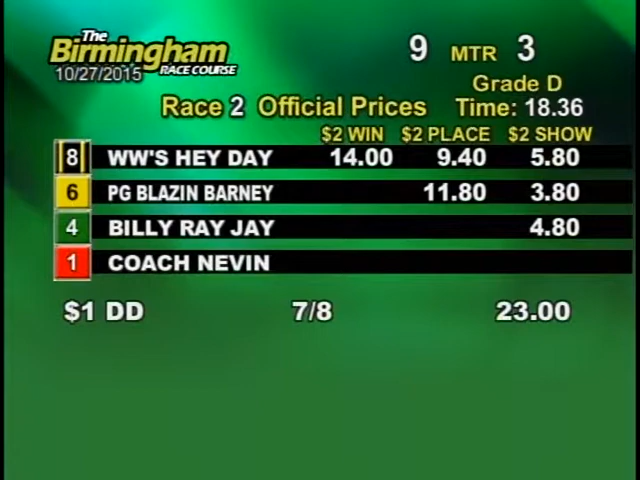 The
Birmingham
RACE COURSE
10/27/2015
9 MTR 3
Grade D
Race 2 Official Prices Time: 18.36
$2 WIN $2 PLACE $2 SHOW
8 WW'S HEY DAY 14.00 9.40 5.80
6 PG BLAZIN BARNEY 11.80 3.80
4 BILLY RAY JAY 4.80
1 COACH NEVIN
$1 DD 7/8 23.00